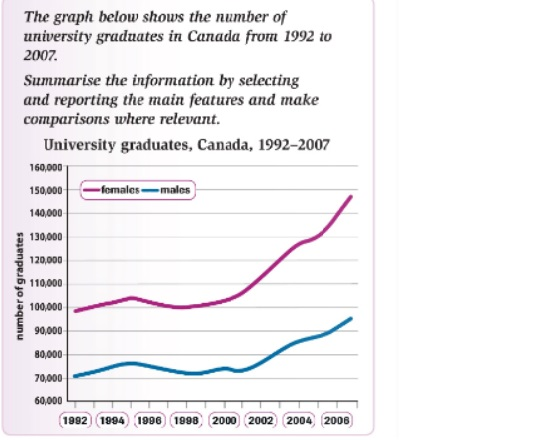 The graph below shows the number of
university graduates in Canada from 1992 to
2007.
Summarise the information by selecting
and reporting the main features and make
comparisons where relevant.
University graduates, Canada, 1992–2007
160,000
150,000
140,000
130,000
120,000
110,000
100,000
90,000
80,000
70,000
60,000
number of graduates
females males
1992 1994 1996 1998 2000 2002 2004 2006